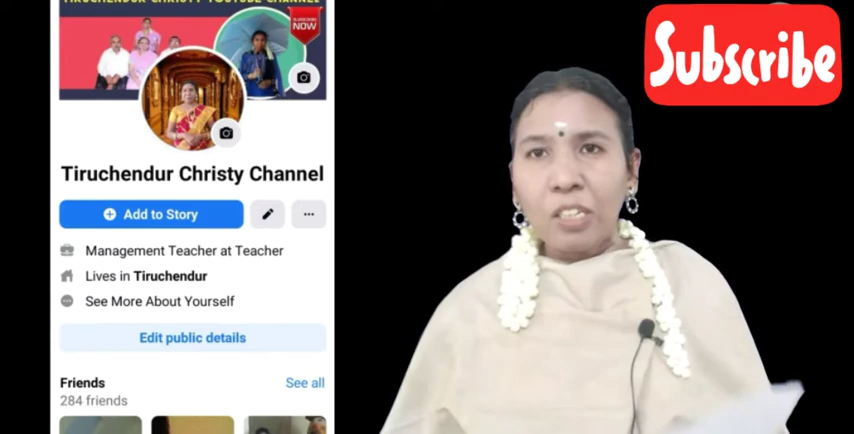 TIRUCHENDUR CHRISTY YOUTUBE CHANNEL
SUBSCRIBE
NOW
Tiruchendur Christy Channel
Add to Story
Management Teacher at Teacher
Lives in Tiruchendur
See More About Yourself
Edit public details
Friends
See all
284 friends
Subscribe